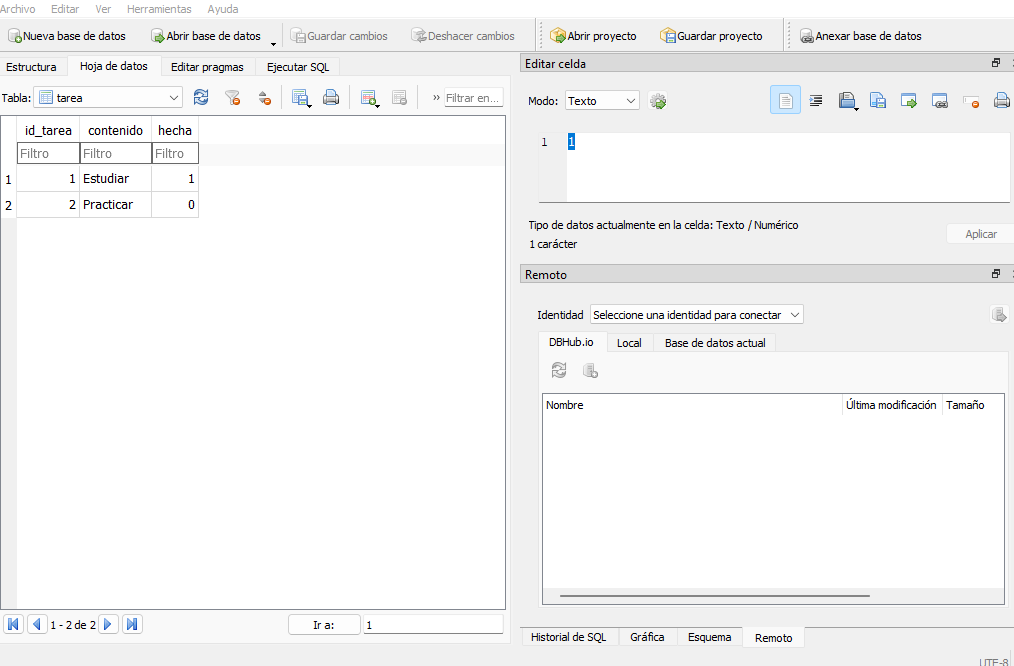 Archivo Editar Ver Herramientas Ayuda
Nueva base de datos Abrir base de datos Guardar cambios Deshacer cambios Abrir proyecto Guardar proyecto Anexar base de datos
Estructura Hoja de datos Editar pragmas Ejecutar SQL
Tabla: tarea » Filtrar en...
id_tarea contenido hecha
Filtro Filtro Filtro
1 1 Estudiar 1
2 2 Practicar 0
1 - 2 de 2 Ir a: 1
Editar celda
Modo: Texto
1 1
Tipo de datos actualmente en la celda: Texto / Numérico
1 carácter
Aplicar
Remoto
Identidad Seleccione una identidad para conectar
DBHub.io Local Base de datos actual
Nombre Última modificación Tamaño
Historial de SQL Gráfica Esquema Remoto
UTF-8